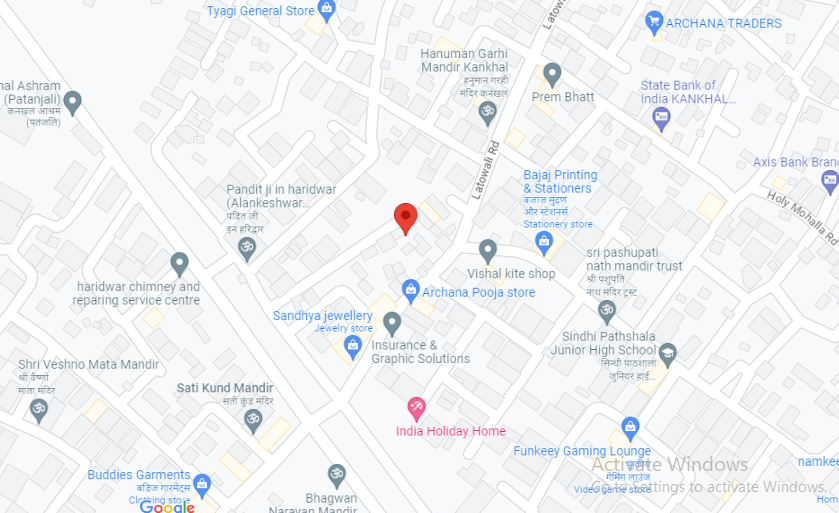 Tyagi General Store
Latowali
ARCHANA TRADERS
Hanuman Garhi
Mandir Kankhal
हनुमान गरही
मंदिर कनखल
Prem Bhatt
State Bank of
India KANKHAL...
nal Ashram
(Patanjali)
कनखल आश्रम
(पतंजलि)
Axis Bank Bran
Latowali Rd
Bajaj Printing
& Stationers
बजाज मुद्रण
और स्टेशनर्स
Stationery store
Pandit ji in haridwar
(Alankeshwar...
पंडित जी
इन हरिद्वार
Holy Mohalla Rd
Vishal kite shop
sri pashupati
nath mandir trust
श्री पशुपति
नाथ मंदिर ट्रस्ट
haridwar chimney and
reparing service centre
Archana Pooja store
Sandhya jewellery
Jewelry store
Insurance &
Graphic Solutions
Sindhi Pathshala
Junior High School
सिन्धी पाठशाला
जुनियर हाई...
Shri Veshno Mata Mandir
श्री वैष्णो
माता मंदिर
Sati Kund Mandir
सती कुंड मंदिर
India Holiday Home
Funkeey Gaming Lounge
गेमिंग लाउंज
Video game store
Activate Windows
Go to Settings to activate Windows.
namkee
Home
Buddies Garments
बडिज गारमेंट्स
Clothing store
Google
Bhagwan
Narayan Mandir